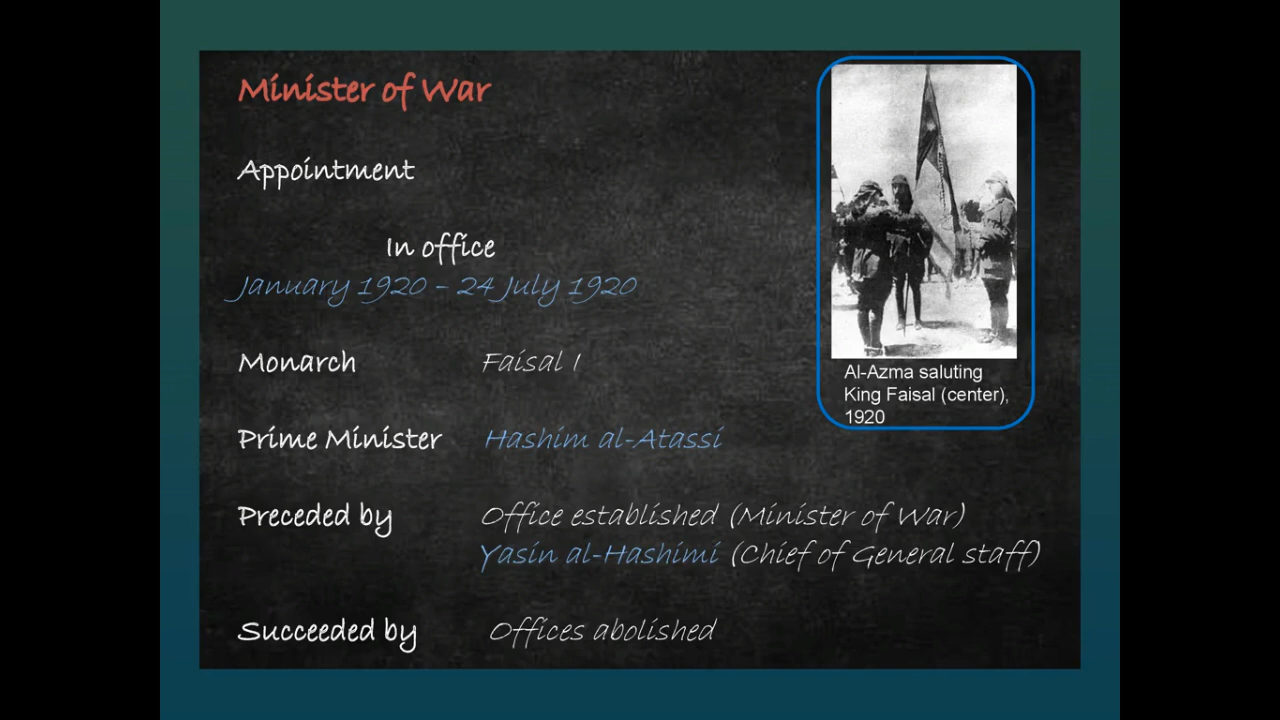 Minister of War
Appointment
In office
January 1920 – 24 July 1920
Monarch Faisal I
Prime Minister Hashim al-Atassi
Preceded by Office established (Minister of War)
Yasin al-Hashimi (Chief of General staff)
Succeeded by Offices abolished
Al-Azma saluting
King Faisal (center),
1920